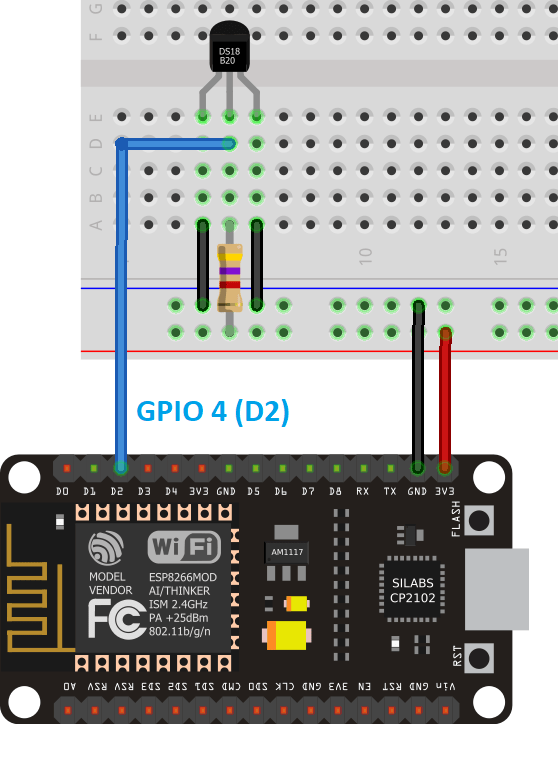 G
F
DS18
B20
E
D
C
B
A
10
15
GPIO 4 (D2)
D0 D1 D2 D3 D4 3V3 GND D5 D6 D7 D8 RX TX GND 3V3
FLASH
WiFi
AM1117
MODEL
VENDOR
ESP8266MOD
AI/THINKER
ISM 2.4GHz
PA +25dBm
802.11b/g/n
FC
SILABS
CP2102
RST
A0 RSV RSV SD3 SD2 SD1 CMD SD0 CLK GND 3V3 EN RST GND Vin